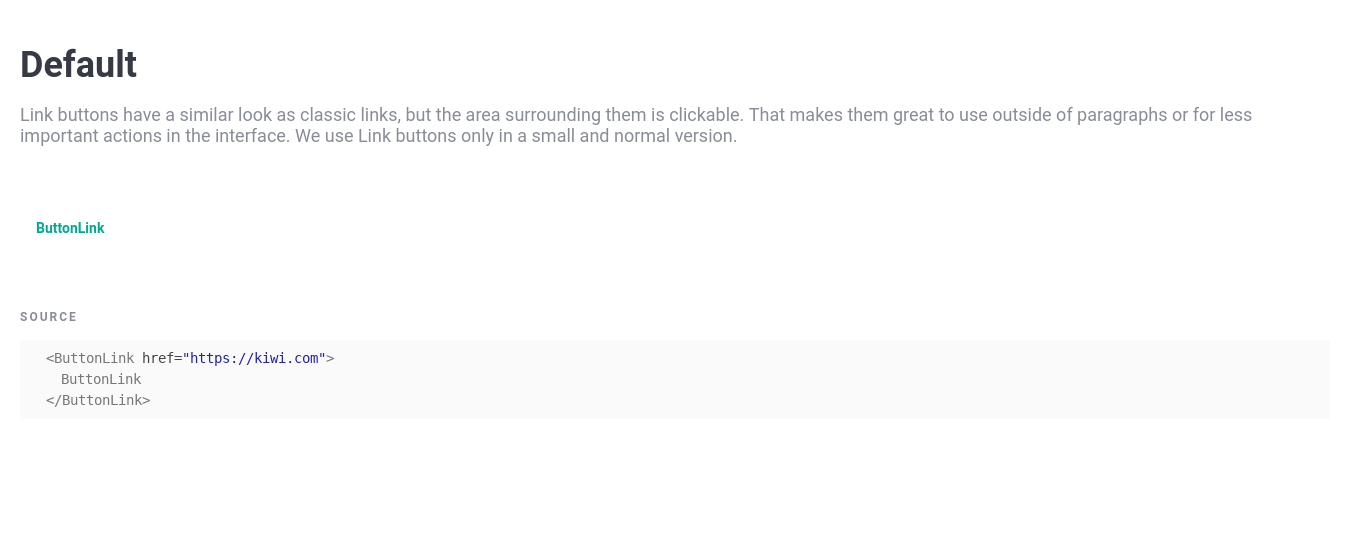 Default
Link buttons have a similar look as classic links, but the area surrounding them is clickable. That makes them great to use outside of paragraphs or for less
important actions in the interface. We use Link buttons only in a small and normal version.
ButtonLink
SOURCE
<ButtonLink href="https://kiwi.com">
ButtonLink
</ButtonLink>